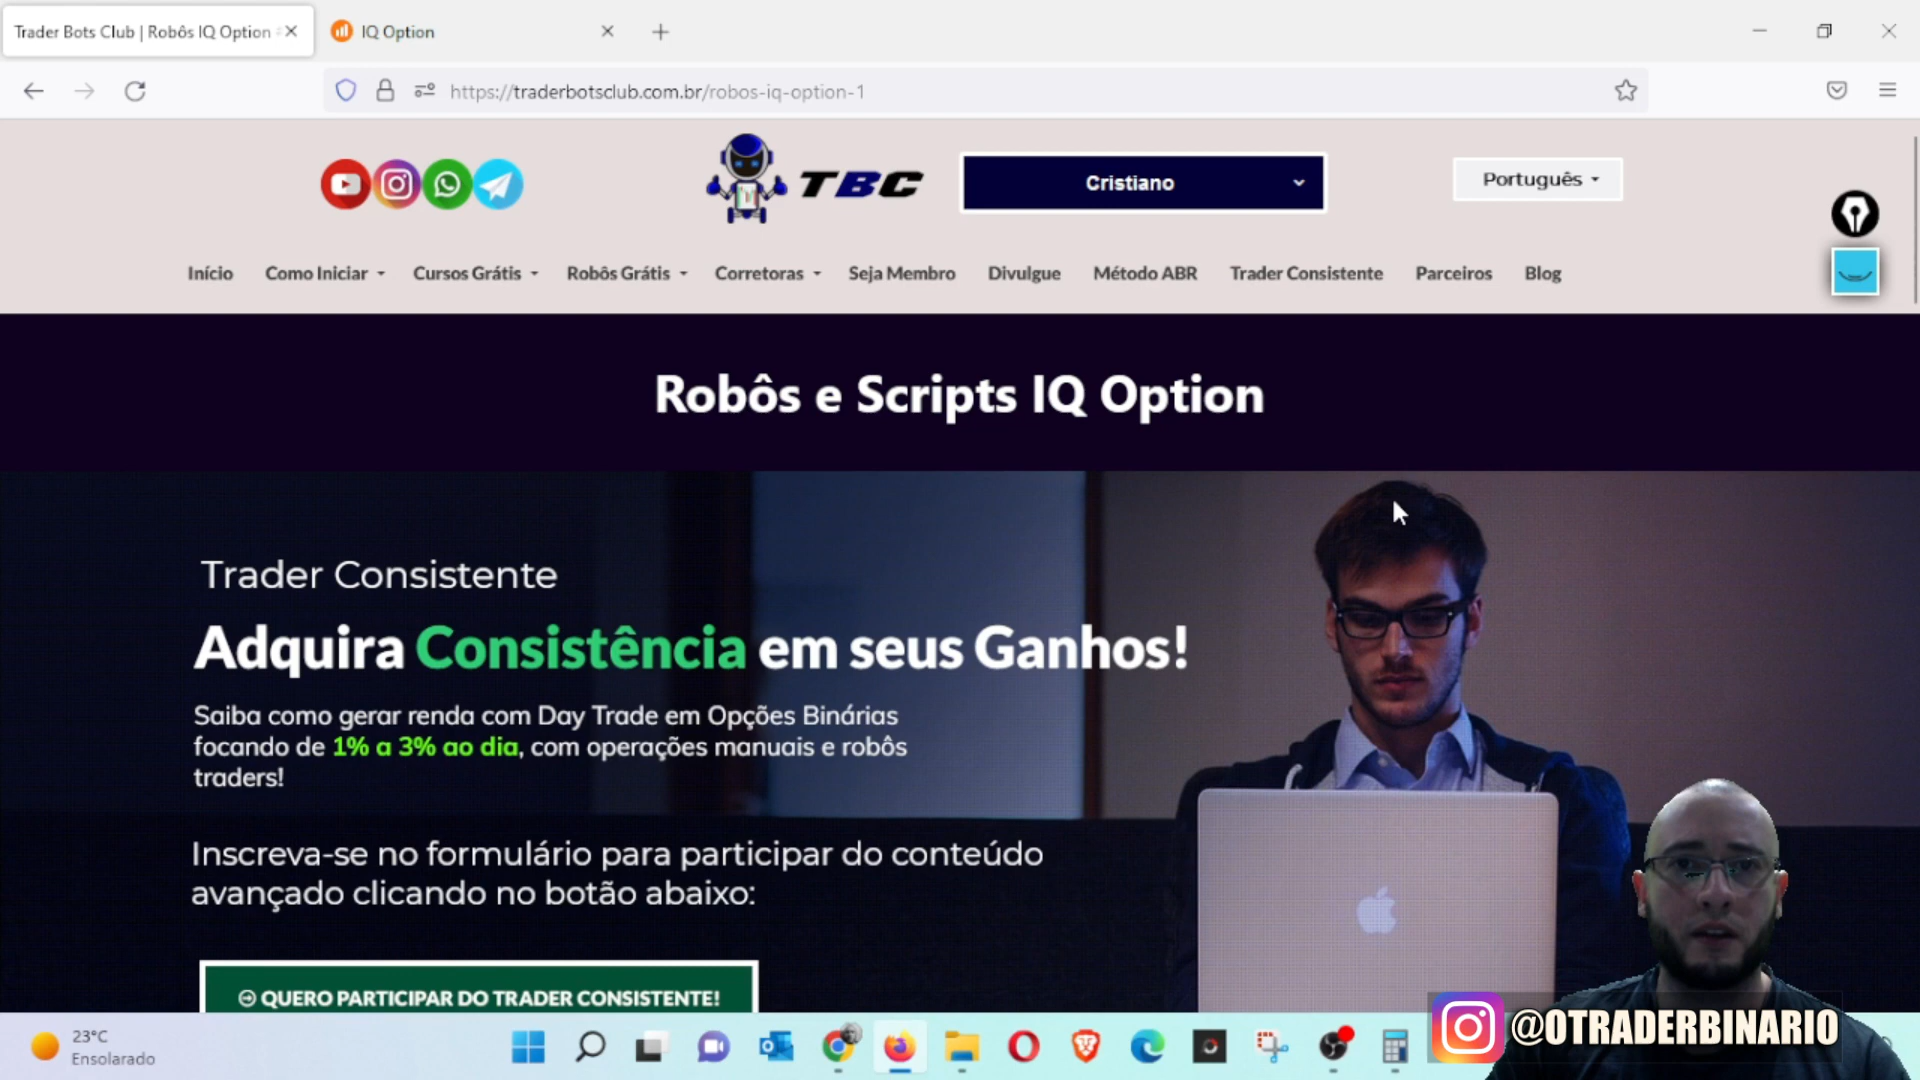 Trader Bots Club | Robôs IQ Option
IQ Option
https://traderbotsclub.com.br/robos-iq-option-1
TBC
Cristiano
Português
Início
Como Iniciar
Cursos Grátis
Robôs Grátis
Corretoras
Seja Membro
Divulgue
Método ABR
Trader Consistente
Parceiros
Blog
Robôs e Scripts IQ Option
Trader Consistente
Adquira Consistência em seus Ganhos!
Saiba como gerar renda com Day Trade em Opções Binárias
focando de 1% a 3% ao dia, com operações manuais e robôs
traders!
Inscreva-se no formulário para participar do conteúdo
avançado clicando no botão abaixo:
QUERO PARTICIPAR DO TRADER CONSISTENTE!
23°C
Ensolarado
@OTRADERBINARIO